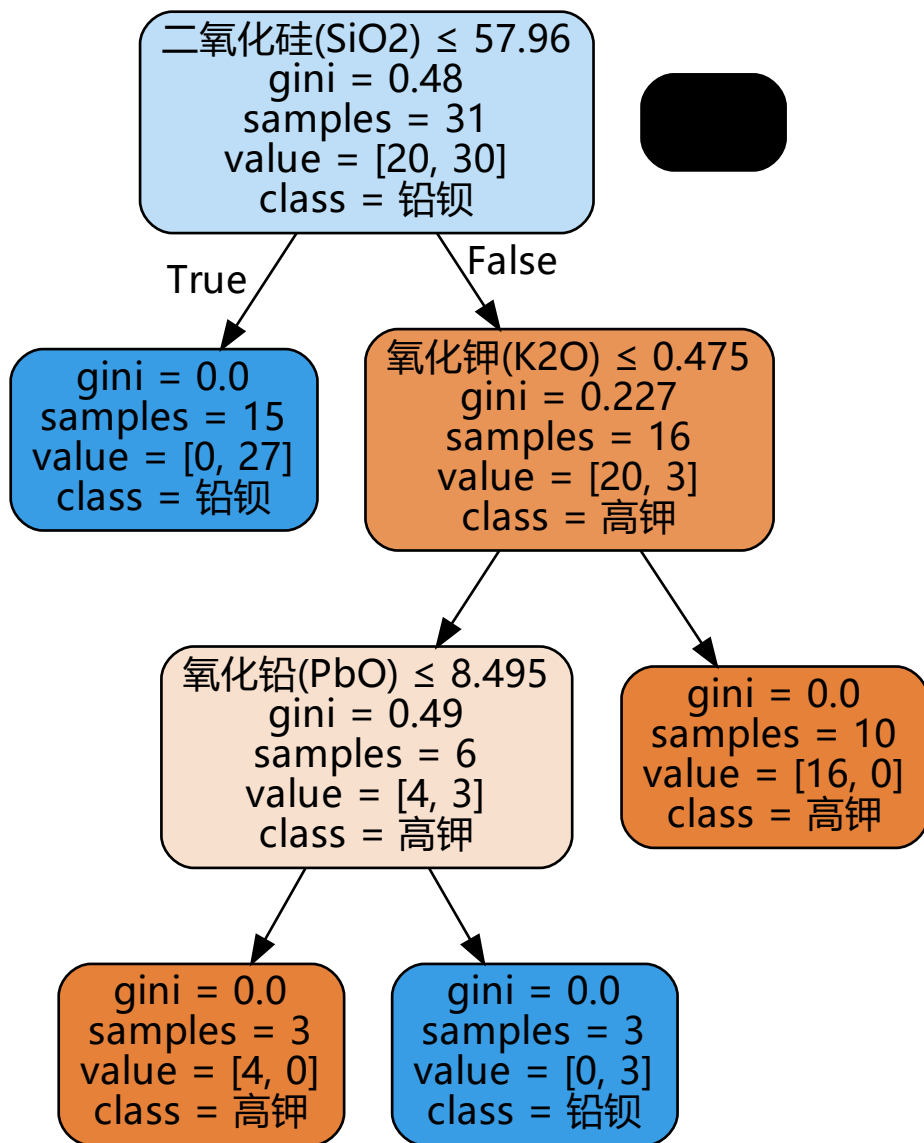 二氧化硅(SiO2) ≤ 57.96
gini = 0.48
samples = 31
value = [20, 30]
class = 铅钡
True
False
gini = 0.0
samples = 15
value = [0, 27]
class = 铅钡
氧化钾(K2O) ≤ 0.475
gini = 0.227
samples = 16
value = [20, 3]
class = 高钾
氧化铅(PbO) ≤ 8.495
gini = 0.49
samples = 6
value = [4, 3]
class = 高钾
gini = 0.0
samples = 10
value = [16, 0]
class = 高钾
gini = 0.0
samples = 3
value = [4, 0]
class = 高钾
gini = 0.0
samples = 3
value = [0, 3]
class = 铅钡